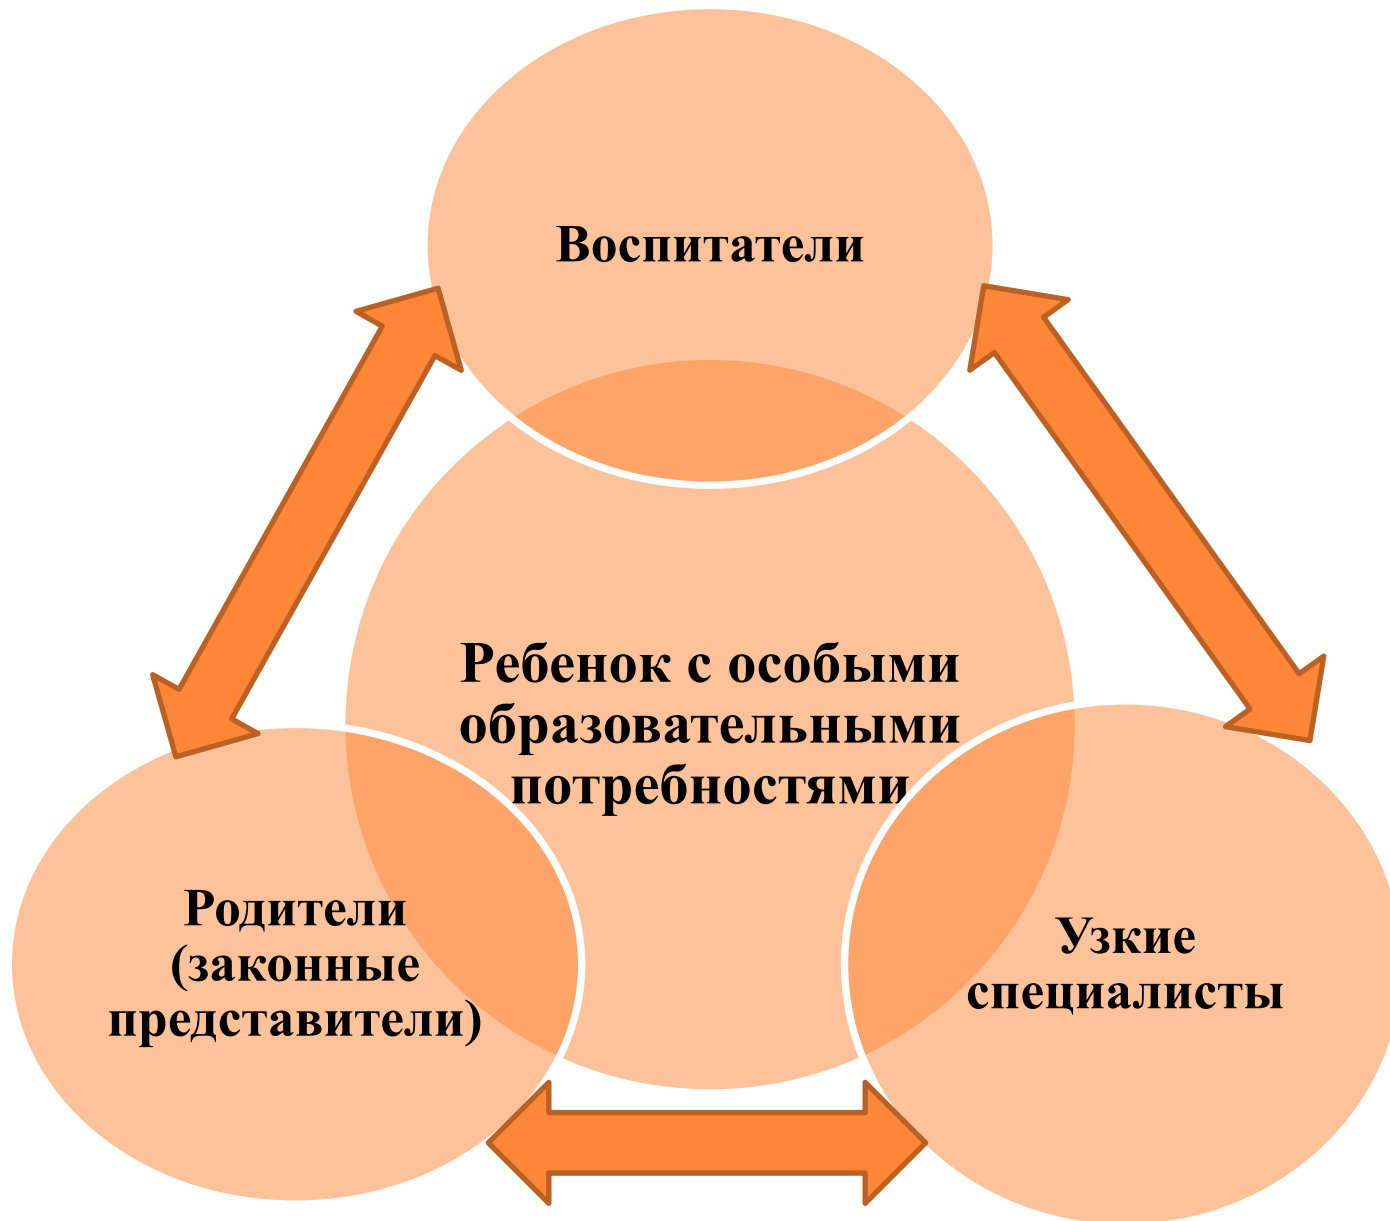 Воспитатели
Ребенок с особыми
образовательными
потребностями
Родители
(законные
представители)
Узкие
специалисты